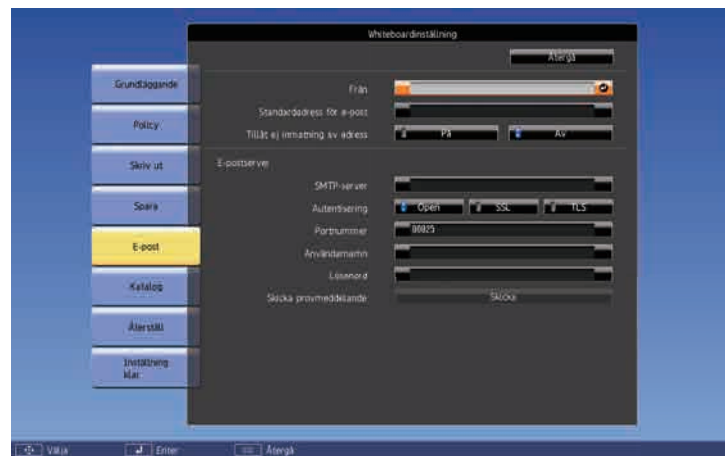 Whiteboardinställning
Återgå
Grundläggande
Policy
Skriv ut
Spara
E-post
Katalog
Återställ
Inställning
klar
Från
Standardadress för e-post
Tillåt ej inmatning av adress
På Av
E-postserver
SMTP-server
Autentisering
Open SSL TLS
Portnummer
00025
Användarnamn
Lösenord
Skicka provmeddelande
Skicka
Välja Enter Återgå